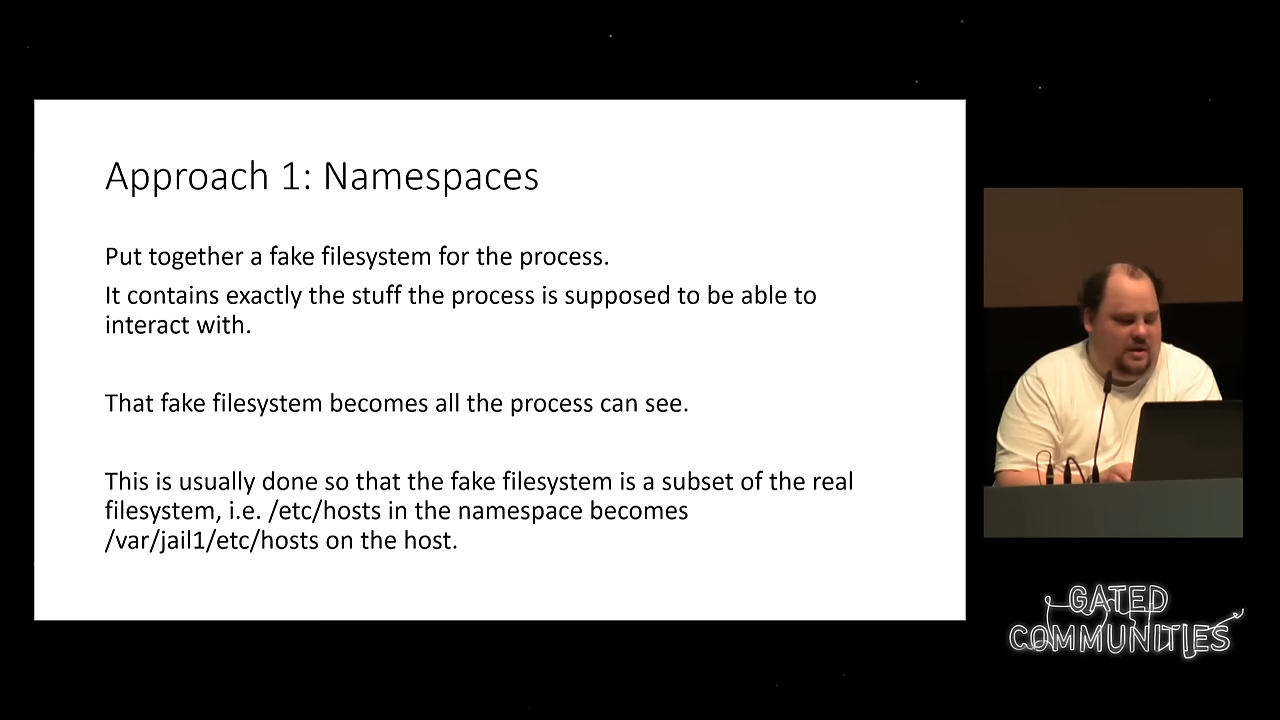 Approach 1: Namespaces
Put together a fake filesystem for the process.
It contains exactly the stuff the process is supposed to be able to
interact with.
That fake filesystem becomes all the process can see.
This is usually done so that the fake filesystem is a subset of the real
filesystem, i.e. /etc/hosts in the namespace becomes
/var/jail1/etc/hosts on the host.
GATED
COMMUNITIES